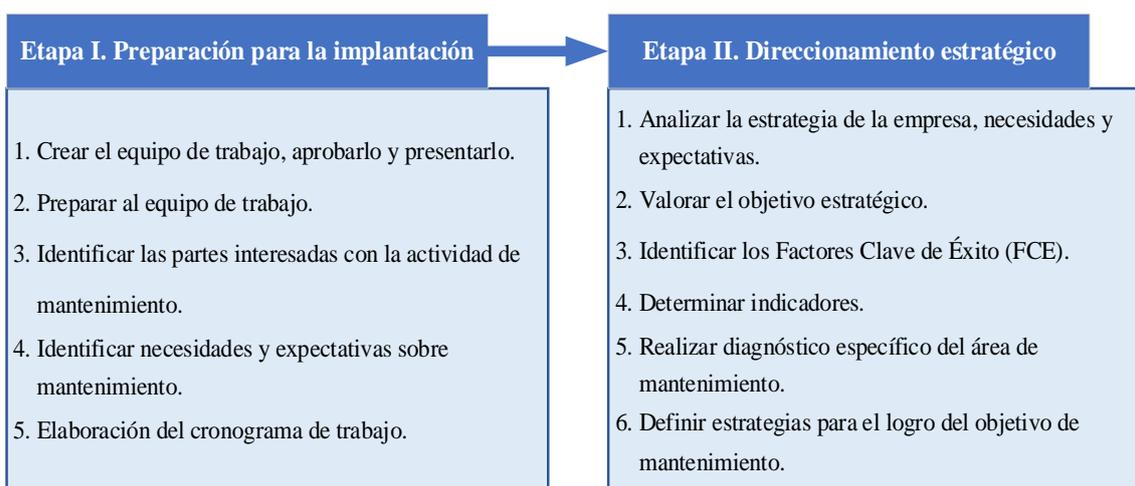 Etapa I. Preparación para la implantación
1. Crear el equipo de trabajo, aprobarlo y presentarlo.
2. Preparar al equipo de trabajo.
3. Identificar las partes interesadas con la actividad de
mantenimiento.
4. Identificar necesidades y expectativas sobre
mantenimiento.
5. Elaboración del cronograma de trabajo.
Etapa II. Direccionamiento estratégico
1. Analizar la estrategia de la empresa, necesidades y
expectativas.
2. Valorar el objetivo estratégico.
3. Identificar los Factores Clave de Éxito (FCE).
4. Determinar indicadores.
5. Realizar diagnóstico específico del área de
mantenimiento.
6. Definir estrategias para el logro del objetivo de
mantenimiento.